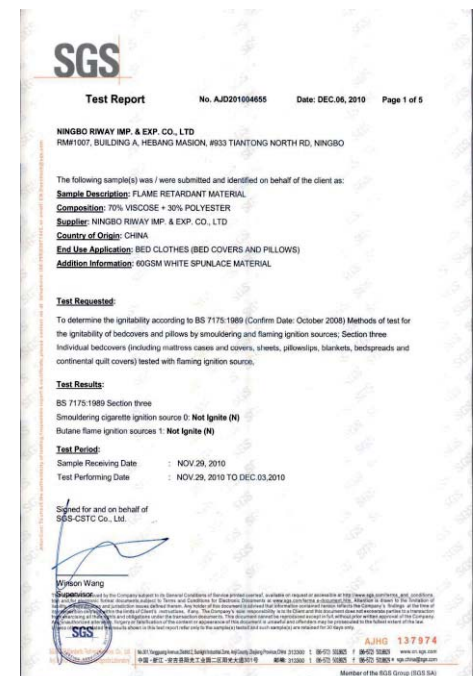 SGS
Test Report No. AJD201004655 Date: DEC.06, 2010 Page 1 of 5
NINGBO RIWAY IMP. & EXP. CO., LTD
RM#1007, BUILDING A, HEBANG MASION, #933 TIANTONG NORTH RD, NINGBO
The following sample(s) was / were submitted and identified on behalf of the client as:
Sample Description: FLAME RETARDANT MATERIAL
Composition: 70% VISCOSE + 30% POLYESTER
Supplier: NINGBO RIWAY IMP. & EXP. CO., LTD
Country of Origin: CHINA
End Use Application: BED CLOTHES (BED COVERS AND PILLOWS)
Addition Information: 60GSM WHITE SPUNLACE MATERIAL
Test Requested:
To determine the ignitability according to BS 7175:1989 (Confirm Date: October 2008) Methods of test for
the ignitability of bedcovers and pillows by smouldering and flaming ignition sources; Section three
Individual bedcovers (including mattress cases and covers, sheets, pillowslips, blankets, bedspreads and
continental quilt covers) tested with flaming ignition source.
Test Results:
BS 7175:1989 Section three
Smouldering cigarette ignition source 0: Not Ignite (N)
Butane flame ignition sources 1: Not Ignite (N)
Test Period:
Sample Receiving Date : NOV.29, 2010
Test Performing Date : NOV.29, 2010 TO DEC.03,2010
Signed for and on behalf of
SGS-CSTC Co., Ltd.
Winson Wang
Supervisor
SGS
AJHG 137974
Member of the SGS Group (SGS SA)